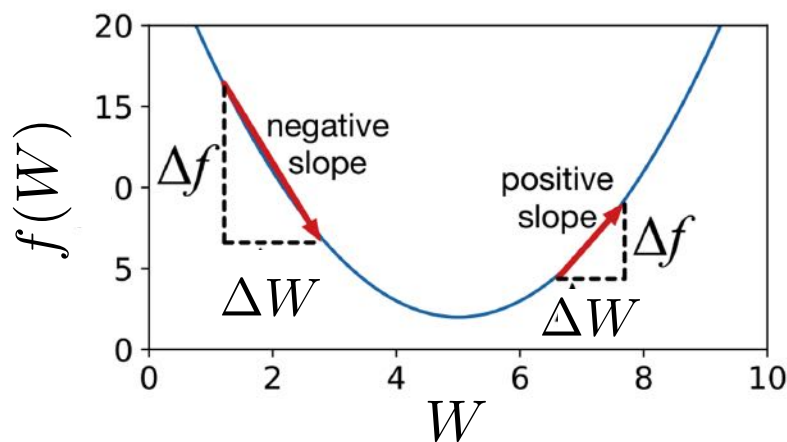 20
15
0
5
0
f(W)
negative
slope
Δf
ΔW
positive
slope
Δf
ΔW
0 2 4 6 8 10
W